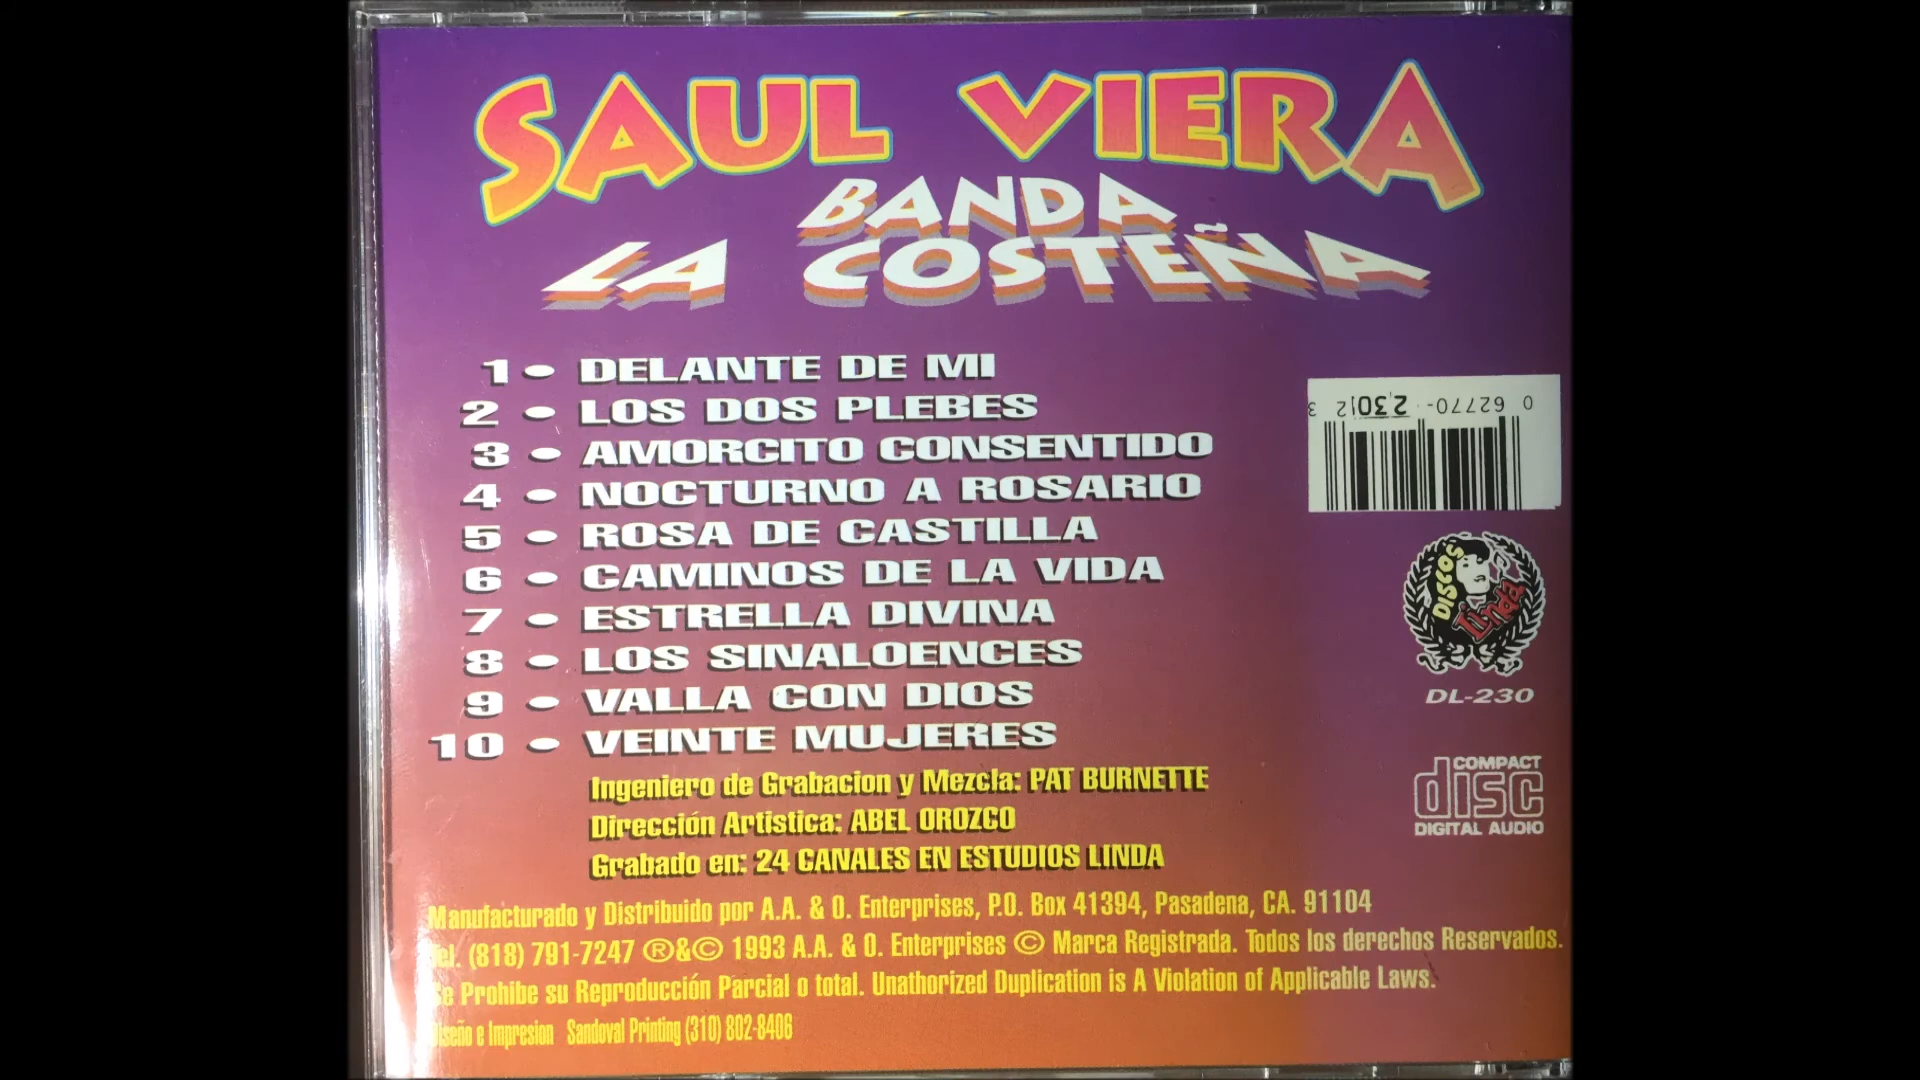 SAUL VIERA
BANDA
LA COSTEÑA
1 - DELANTE DE MI
2 - LOS DOS PLEBES
3 - AMORCITO CONSENTIDO
4 - NOCTURNO A ROSARIO
5 - ROSA DE CASTILLA
6 - CAMINOS DE LA VIDA
7 - ESTRELLA DIVINA
8 - LOS SINALOENCES
9 - VALLA CON DIOS
10 - VEINTE MUJERES
0 62770-23012 3
DISCOS
Linda
DL-230
COMPACT
disc
DIGITAL AUDIO
Ingeniero de Grabacion y Mezcla: PAT BURNETTE
Dirección Artistica: ABEL OROZCO
Grabado en: 24 CANALES EN ESTUDIOS LINDA
Manufacturado y Distribuido por A.A. & O. Enterprises, P.O. Box 41394, Pasadena, CA. 91104
Tel. (818) 791-7247 ®&© 1993 A.A. & O. Enterprises © Marca Registrada. Todos los derechos Reservados.
Se Prohibe su Reproducción Parcial o total. Unathorized Duplication is A Violation of Applicable Laws.
Diseño e Impresion Sandoval Printing (310) 802-8406